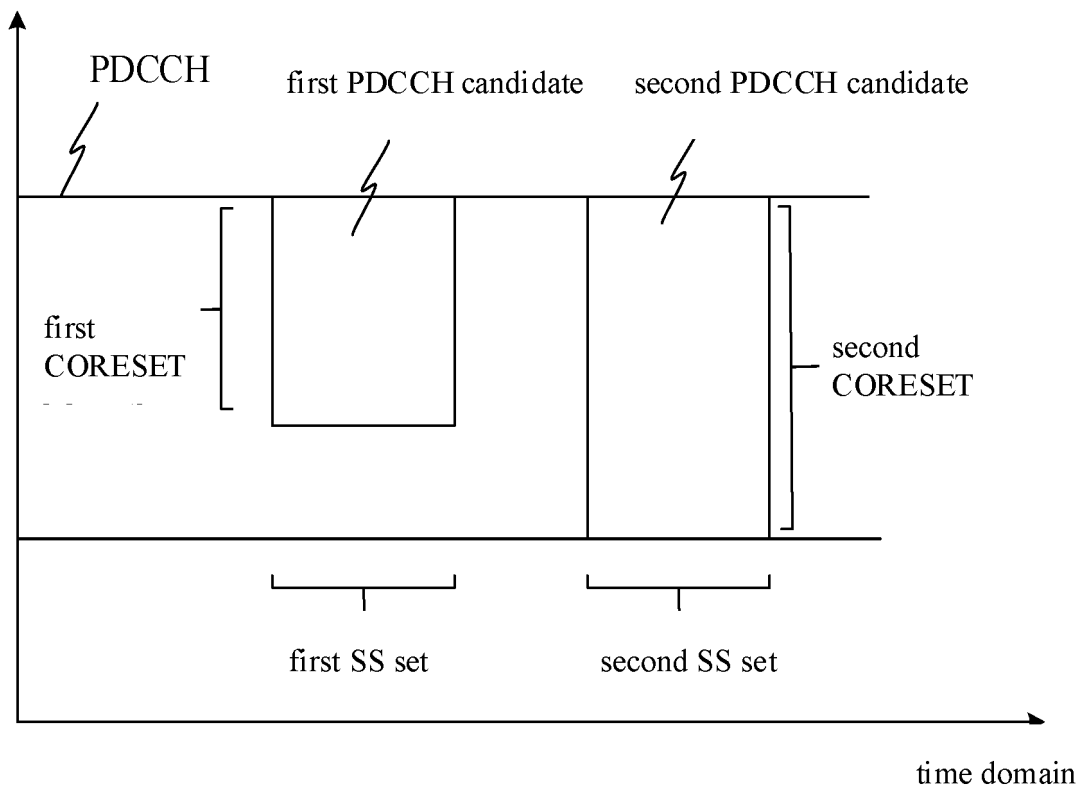 PDCCH
first PDCCH candidate
second PDCCH candidate
first
CORESET
second
CORESET
first SS set
second SS set
time domain